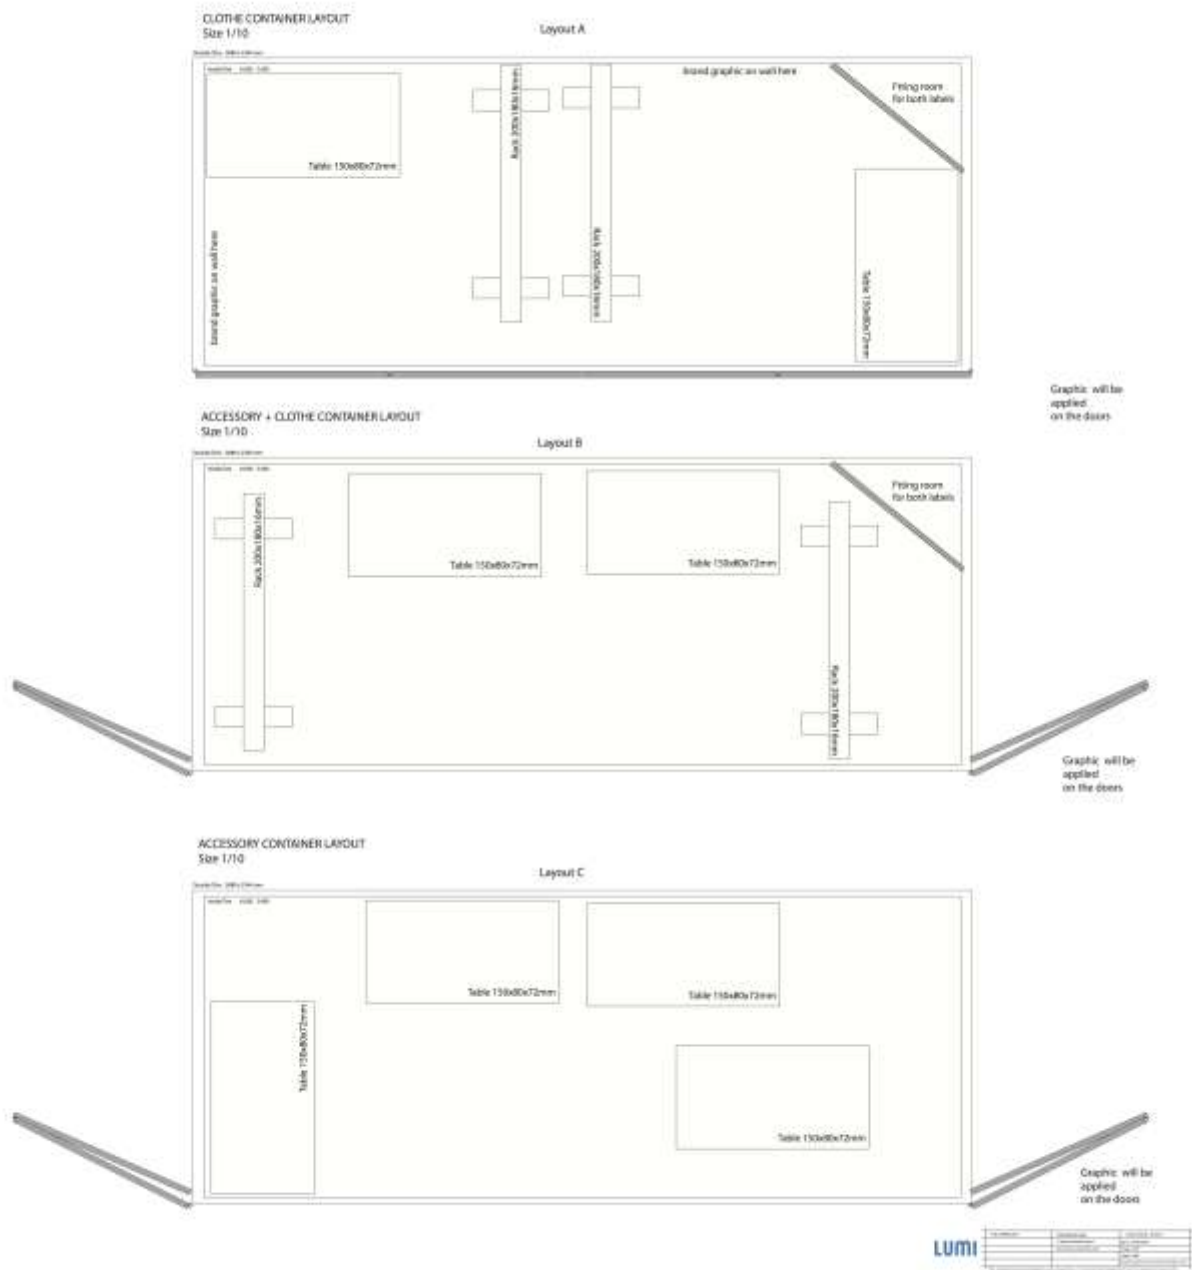 CLOTHE CONTAINER LAYOUT
Size 1/10
Layout A
brand graphic on wall here
Fitting room
for both labels
Rack 200x180x16mm
Table 150x80x72mm
Rack 200x180x16mm
brand graphic on wall here
Table 150x80x72mm
Graphic will be
applied
on the doors
ACCESSORY + CLOTHE CONTAINER LAYOUT
Size 1/10
Layout B
Fitting room
for both labels
Rack 200x180x16mm
Table 150x80x72mm
Table 150x80x72mm
Rack 200x180x16mm
Graphic will be
applied
on the doors
ACCESSORY CONTAINER LAYOUT
Size 1/10
Layout C
Table 150x80x72mm
Table 150x80x72mm
Table 150x80x72mm
Table 150x80x72mm
Graphic will be
applied
on the doors
LUMI